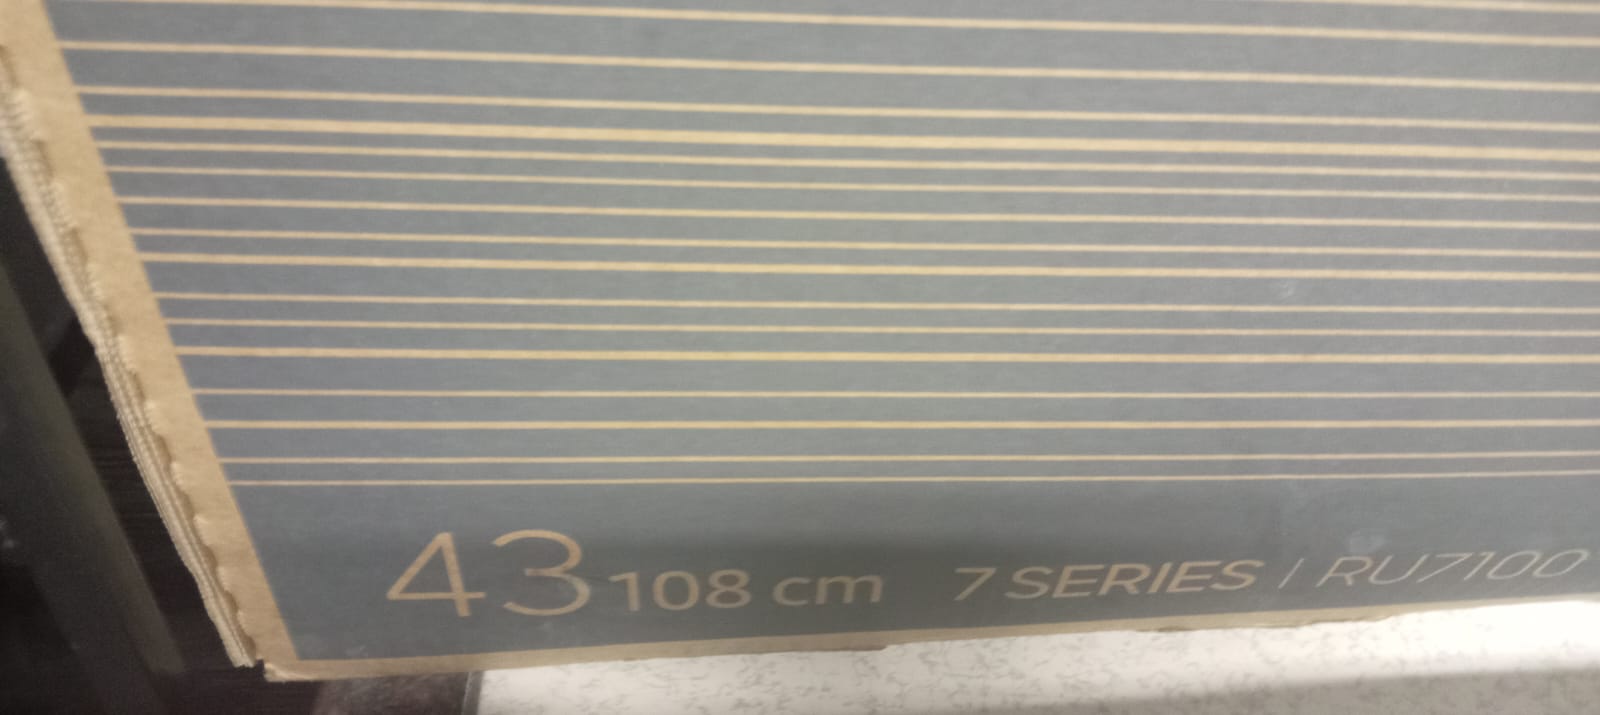 43 108 cm 7 SERIES / RU7100